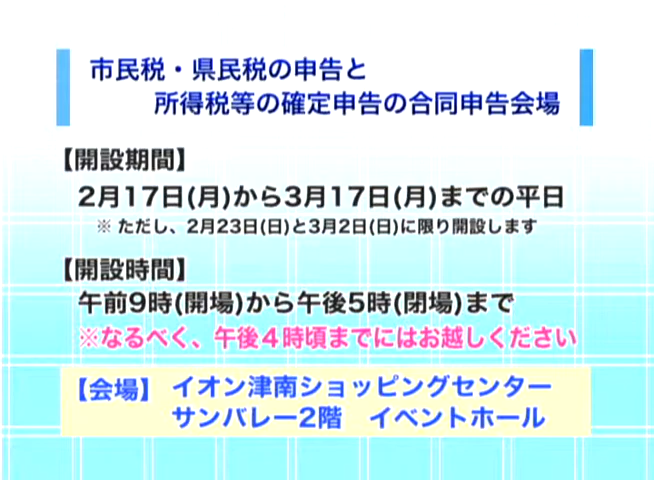 市民税・県民税の申告と
所得税等の確定申告の合同申告会場
【開設期間】
2月17日(月)から3月17日(月)までの平日
※ ただし、2月23日(日)と3月2日(日)に限り開設します
【開設時間】
午前9時(開場)から午後5時(閉場)まで
※なるべく、午後４時頃までにはお越しください
【会場】 イオン津南ショッピングセンター
サンバレー2階　イベントホール